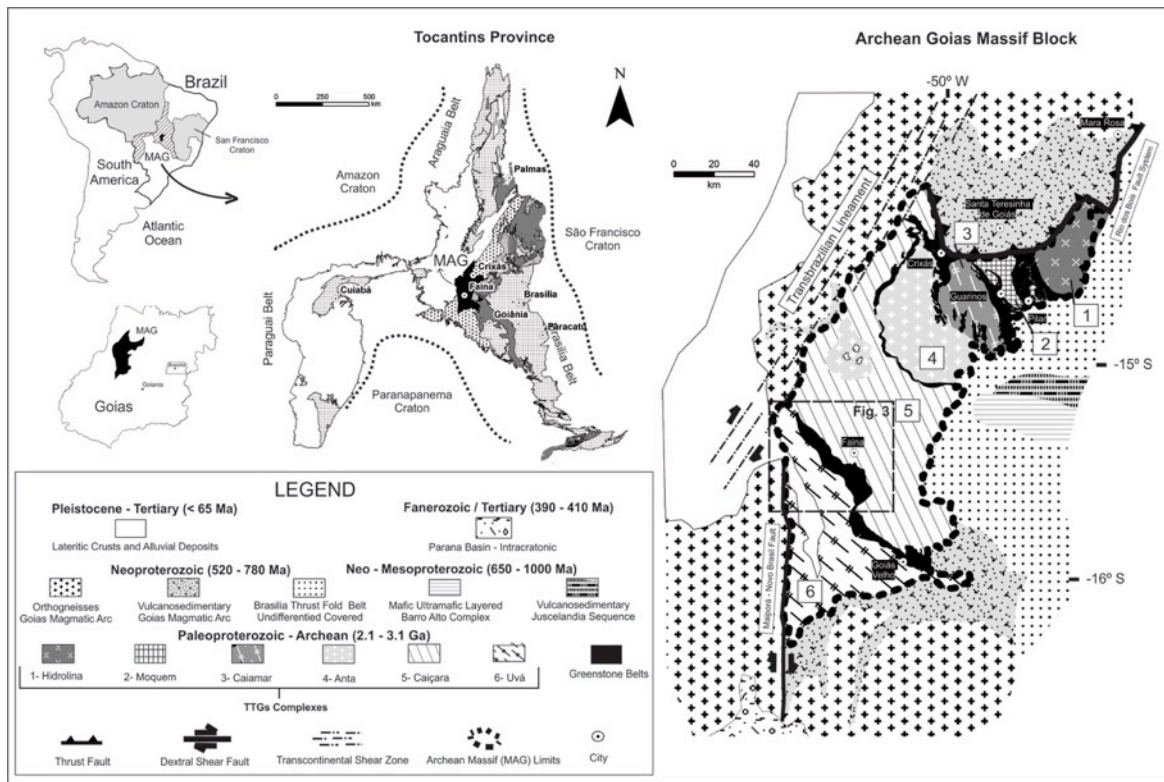 Tocantins Province
Archean Goias Massif Block
Brazil
Amazon Craton
San Francisco
Craton
MAG
South
America
Atlantic
Ocean
MAG
Brasilia
Goiania
Goias
0 250 500
km
N
Araguaia Belt
Amazon
Craton
Palmas
São Francisco
Craton
MAG
Crixás
Faina
Cuiabá
Brasília
Goiânia
Paracatú
Brasilia Belt
Paraguai Belt
Paranapanema
Craton
-50º W
Mara Rosa
0 20 40
km
Transbrazilian Lineament
Santa Teresinha
de Goiás
Rio dos Bois Fault System
3
Crixás
Guarinos
Pilar
1
2
4
-15º S
Fig. 3
5
Faina
Goiás
Velho
-16º S
6
LEGEND
Pleistocene - Tertiary (< 65 Ma)
Fanerozoic / Tertiary (390 - 410 Ma)
Lateritic Crusts and Alluvial Deposits
Parana Basin - Intracratonic
Neoproterozoic (520 - 780 Ma)
Neo - Mesoproterozoic (650 - 1000 Ma)
Orthogneisses
Goias Magmatic Arc
Vulcanosedimentary
Goias Magmatic Arc
Brasilia Thrust Fold Belt
Undifferentied Covered
Mafic Ultramafic Layered
Barro Alto Complex
Vulcanosedimentary
Juscelandia Sequence
Paleoproterozoic - Archean (2.1 - 3.1 Ga)
1- Hidrolina
2- Moquem
3- Caiamar
4- Anta
5- Caiçara
6- Uvá
Greenstone Belts
TTGs Complexes
Thrust Fault
Dextral Shear Fault
Transcontinental Shear Zone
Archean Massif (MAG) Limits
City